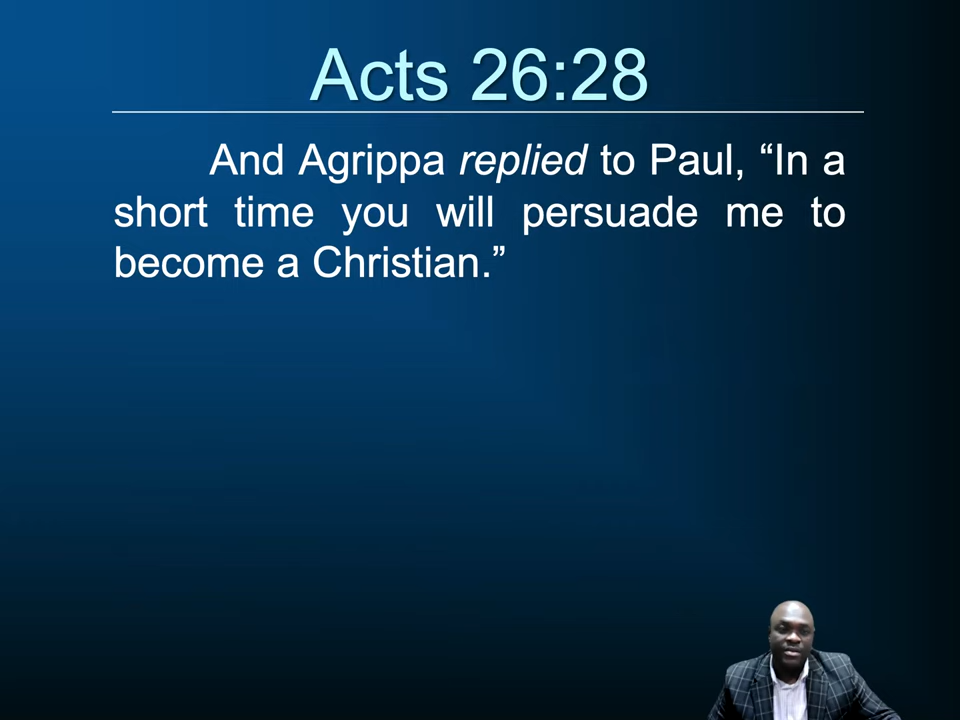 Acts 26:28
And Agrippa replied to Paul, “In a
short time you will persuade me to
become a Christian.”